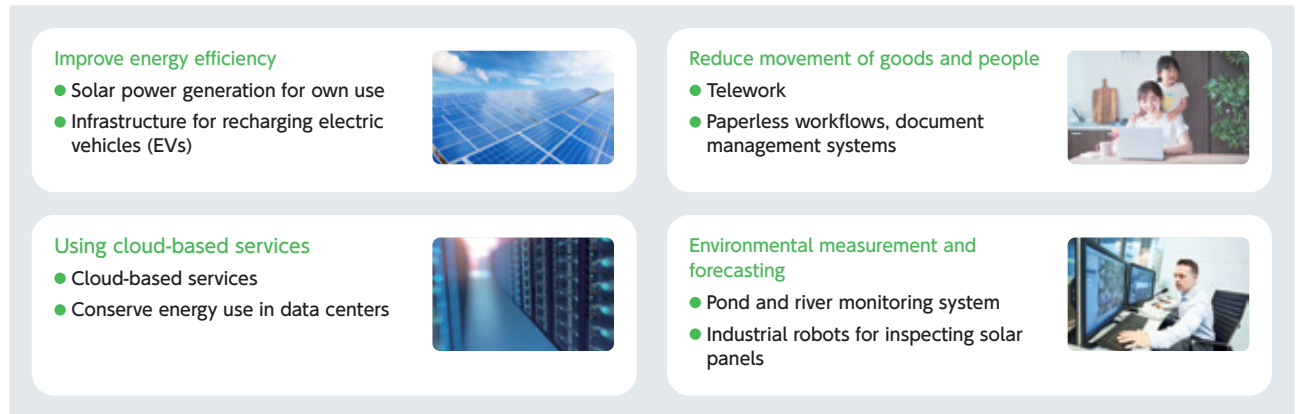 Improve energy efficiency
● Solar power generation for own use
● Infrastructure for recharging electric
vehicles (EVs)
Reduce movement of goods and people
● Telework
● Paperless workflows, document
management systems
Using cloud-based services
● Cloud-based services
● Conserve energy use in data centers
Environmental measurement and
forecasting
● Pond and river monitoring system
● Industrial robots for inspecting solar
panels